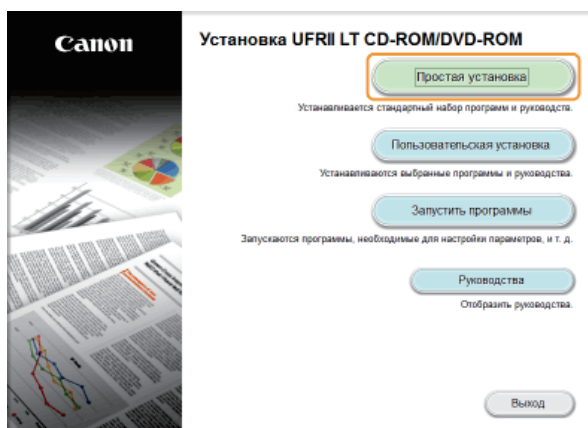 Canon
Установка UFRII LT CD-ROM/DVD-ROM
Простая установка
Устанавливается стандартный набор программ и руководств.
Пользовательская установка
Устанавливаются выбранные программы и руководства.
Запустить программы
Запускаются программы, необходимые для настройки параметров, и т. д.
Руководства
Отобразить руководства.
Выход